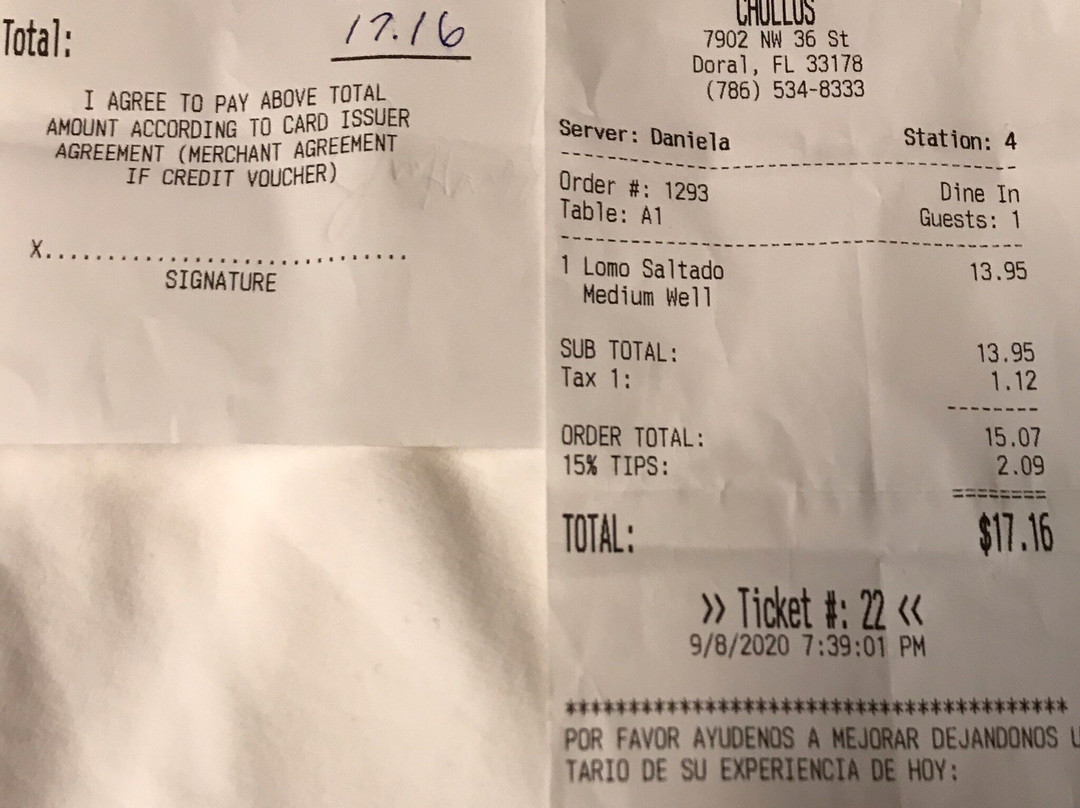 Total: 17.16
I AGREE TO PAY ABOVE TOTAL
AMOUNT ACCORDING TO CARD ISSUER
AGREEMENT (MERCHANT AGREEMENT
IF CREDIT VOUCHER)
X..............................
SIGNATURE
CHOLLOS
7902 NW 36 St
Doral, FL 33178
(786) 534-8333
Server: Daniela Station: 4
Order #: 1293 Dine In
Table: A1 Guests: 1
1 Lomo Saltado 13.95
Medium Well
SUB TOTAL: 13.95
Tax 1: 1.12
ORDER TOTAL: 15.07
15% TIPS: 2.09
========
TOTAL: $17.16
>> Ticket #: 22 <<
9/8/2020 7:39:01 PM
****************************************
POR FAVOR AYUDENOS A MEJORAR DEJANDONOS U
TARIO DE SU EXPERIENCIA DE HOY: